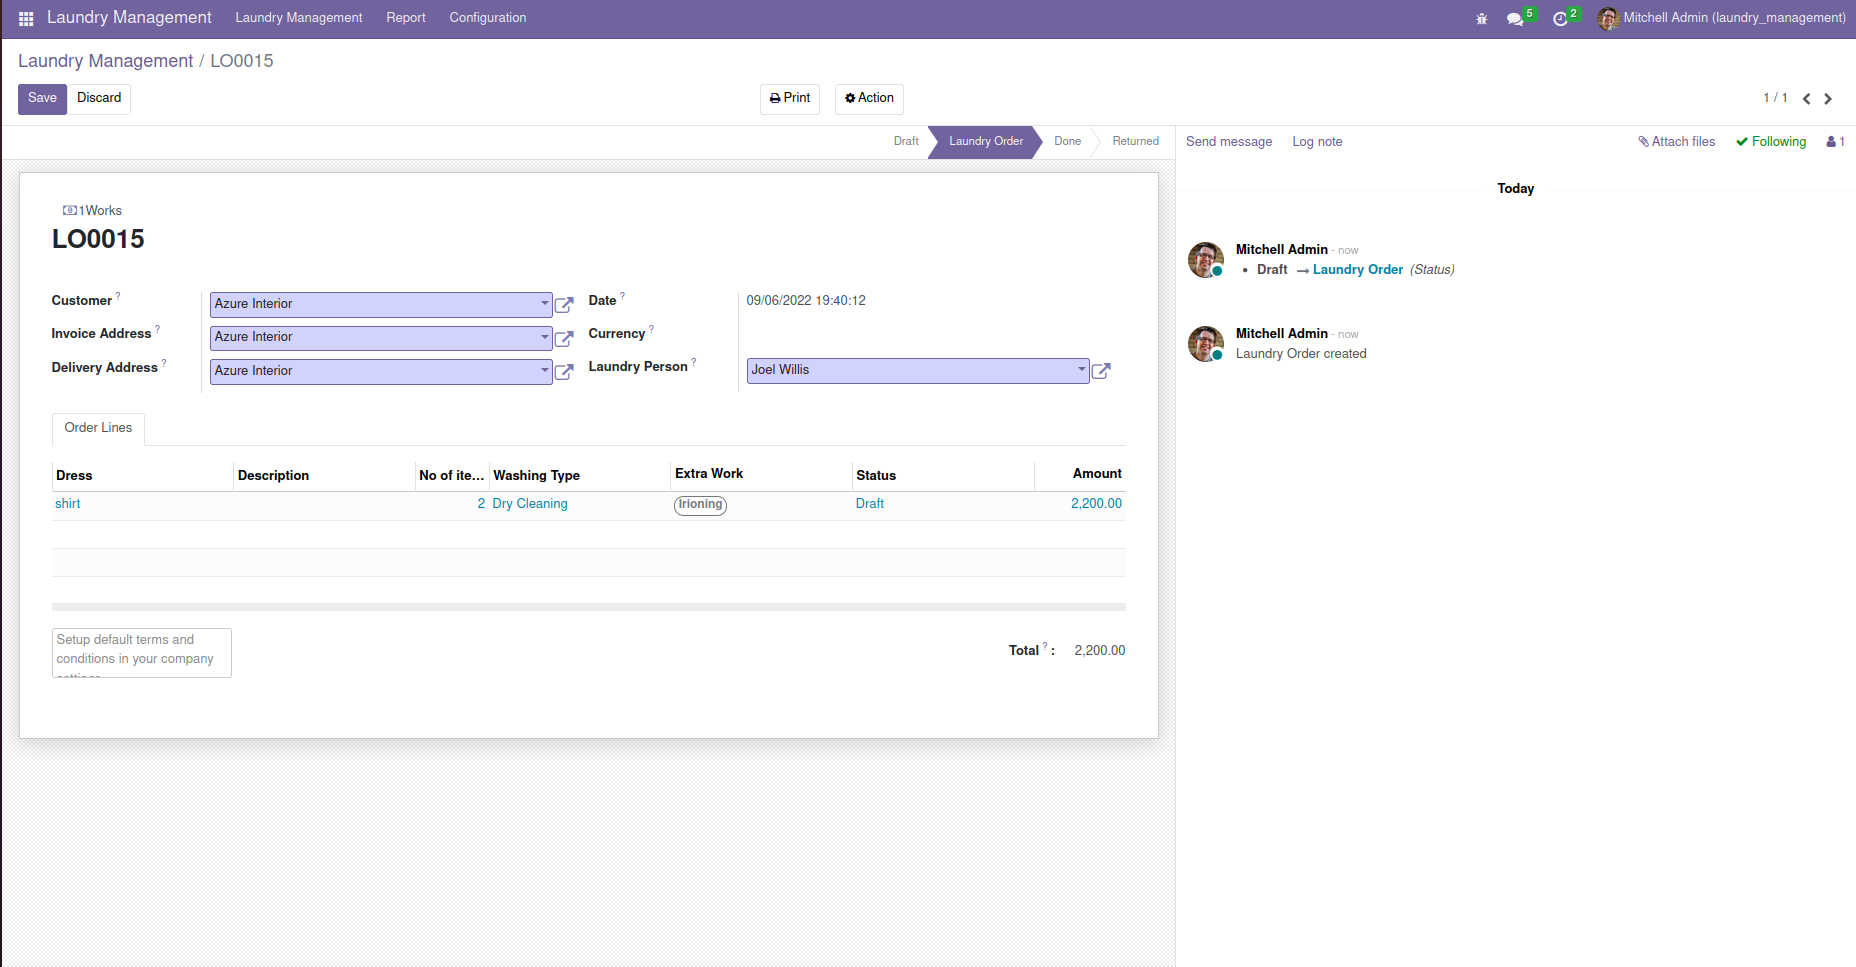 Laundry Management Laundry Management Report Configuration 5 2 Mitchell Admin (laundry_management)
Laundry Management / LO0015
Save Discard Print Action 1 / 1
Draft Laundry Order Done Returned Send message Log note Attach files Following 1
Today
1Works
LO0015
Mitchell Admin - now
• Draft → Laundry Order (Status)
Mitchell Admin - now
Laundry Order created
Customer ? Azure Interior Date ? 09/06/2022 19:40:12
Invoice Address ? Azure Interior Currency ?
Delivery Address ? Azure Interior Laundry Person ? Joel Willis
Order Lines
Dress Description No of ite... Washing Type Extra Work Status Amount
shirt 2 Dry Cleaning Irioning Draft 2,200.00
Setup default terms and
conditions in your company
Total ? : 2,200.00